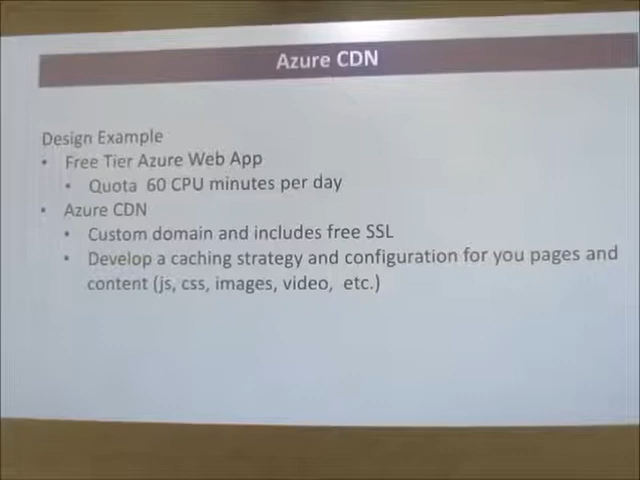 Azure CDN
Design Example
• Free Tier Azure Web App
• Quota 60 CPU minutes per day
• Azure CDN
• Custom domain and includes free SSL
• Develop a caching strategy and configuration for you pages and
content (js, css, images, video, etc.)